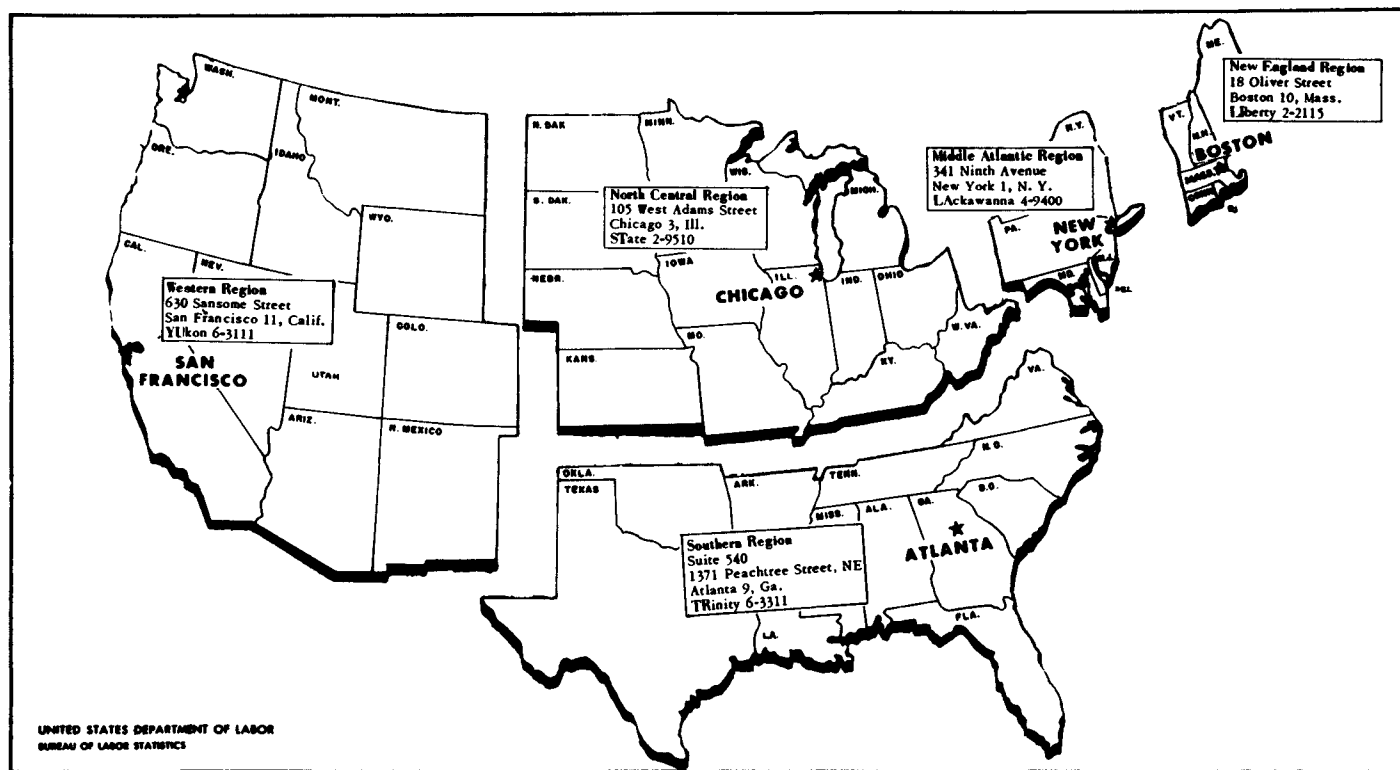 WASH.
MONT.
ORE.
IDAHO
WYO.
CAL.
NEV.
Western Region
630 Sansome Street
San Francisco 11, Calif.
YUkon 6-3111
SAN
FRANCISCO
UTAH
COLO.
ARIZ.
N. MEXICO
N. DAK
MINN.
S. DAK.
WIS.
MICH.
North Central Region
105 West Adams Street
Chicago 3, Ill.
STate 2-9510
NEBR.
IOWA
ILL.
IND.
OHIO
CHICAGO
KANS.
MO.
KY.
W. VA.
ME.
New England Region
18 Oliver Street
Boston 10, Mass.
LIberty 2-2115
VT.
N.H.
BOSTON
MASS.
CONN.
N.Y.
Middle Atlantic Region
341 Ninth Avenue
New York 1, N. Y.
LAckawanna 4-9400
PA.
NEW
YORK
N.J.
MD.
DEL.
VA.
OKLA.
TEXAS
ARK.
TENN.
N.C.
S.C.
MISS.
ALA.
GA.
ATLANTA
Southern Region
Suite 540
1371 Peachtree Street, NE
Atlanta 9, Ga.
TRinity 6-3311
LA.
FLA.
UNITED STATES DEPARTMENT OF LABOR
BUREAU OF LABOR STATISTICS